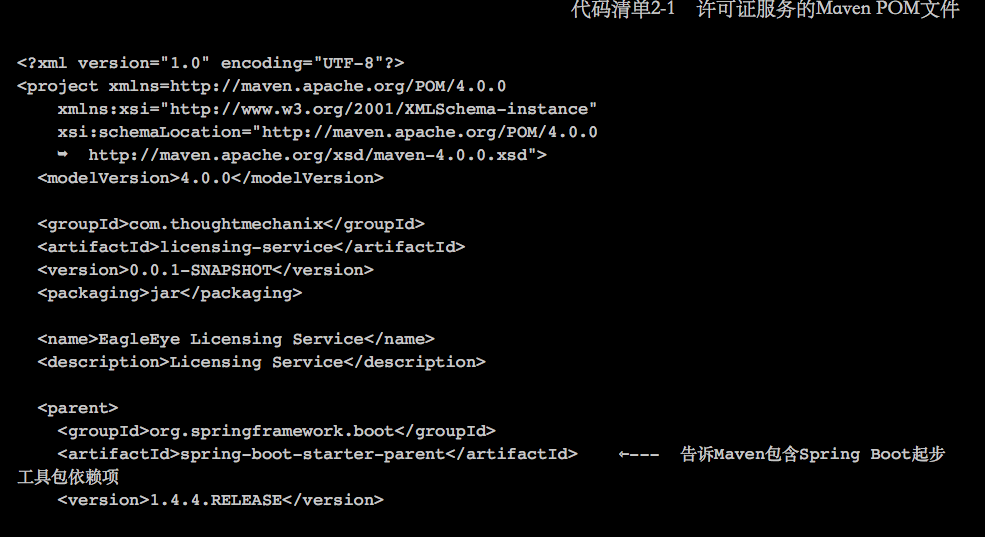 代码清单2-1 许可证服务的Maven POM文件
<?xml version="1.0" encoding="UTF-8"?>
<project xmlns=http://maven.apache.org/POM/4.0.0
    xmlns:xsi="http://www.w3.org/2001/XMLSchema-instance"
    xsi:schemaLocation="http://maven.apache.org/POM/4.0.0
    ➥  http://maven.apache.org/xsd/maven-4.0.0.xsd">
  <modelVersion>4.0.0</modelVersion>
  <groupId>com.thoughtmechanix</groupId>
  <artifactId>licensing-service</artifactId>
  <version>0.0.1-SNAPSHOT</version>
  <packaging>jar</packaging>
  <name>EagleEye Licensing Service</name>
  <description>Licensing Service</description>
  <parent>
    <groupId>org.springframework.boot</groupId>
    <artifactId>spring-boot-starter-parent</artifactId>    ←---  告诉Maven包含Spring Boot起步
工具包依赖项
    <version>1.4.4.RELEASE</version>